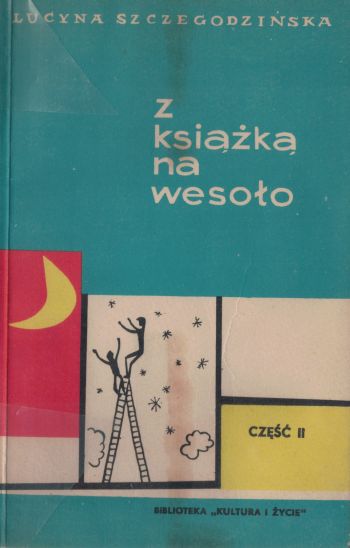 LUCYNA SZCZEGODZIŃSKA
z
książką
na
wesoło
CZĘŚĆ II
BIBLIOTEKA „KULTURA I ŻYCIE”